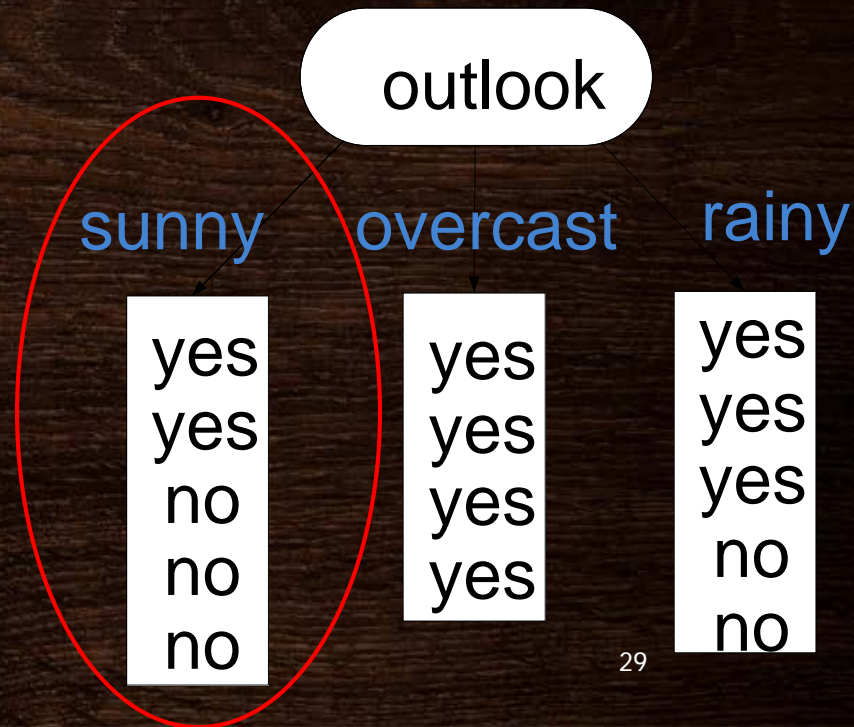 outlook
sunny
overcast
rainy
yes
yes
no
no
no
yes
yes
yes
yes
yes
yes
yes
no
no
29